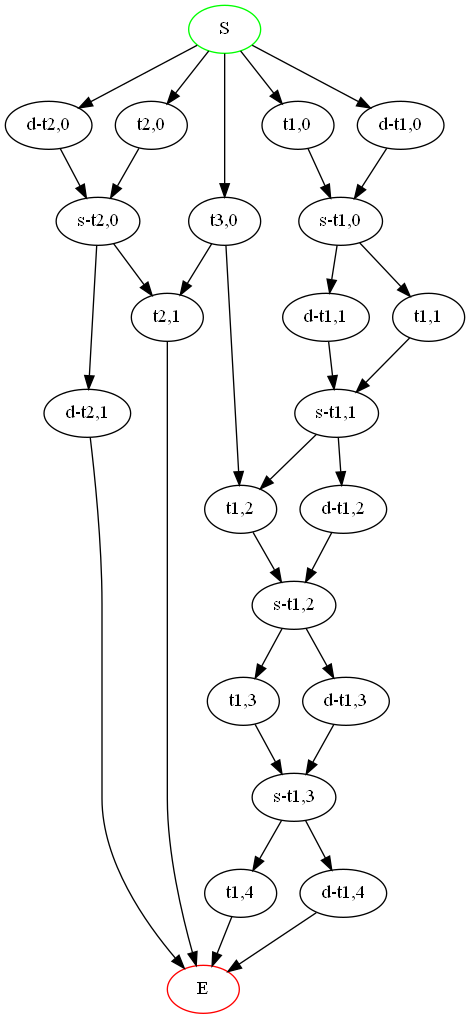 S
d-t2,0
t2,0
t1,0
d-t1,0
s-t2,0
t3,0
s-t1,0
t2,1
d-t1,1
t1,1
d-t2,1
s-t1,1
t1,2
d-t1,2
s-t1,2
t1,3
d-t1,3
s-t1,3
t1,4
d-t1,4
E